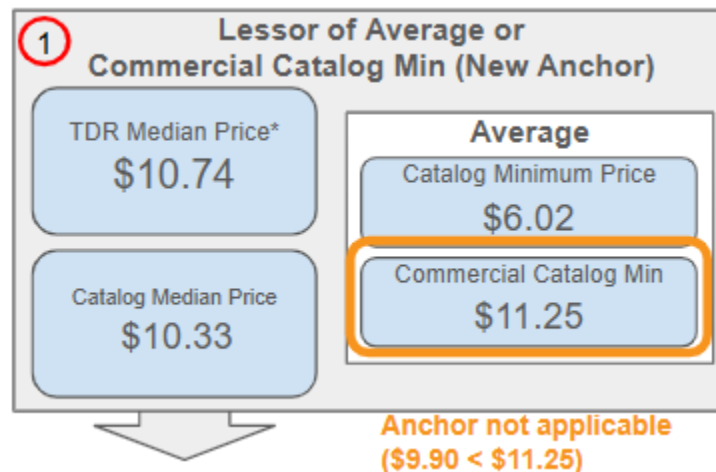 1
Lessor of Average or
Commercial Catalog Min (New Anchor)
TDR Median Price*
$10.74
Catalog Median Price
$10.33
Average
Catalog Minimum Price
$6.02
Commercial Catalog Min
$11.25
Anchor not applicable
($9.90 < $11.25)